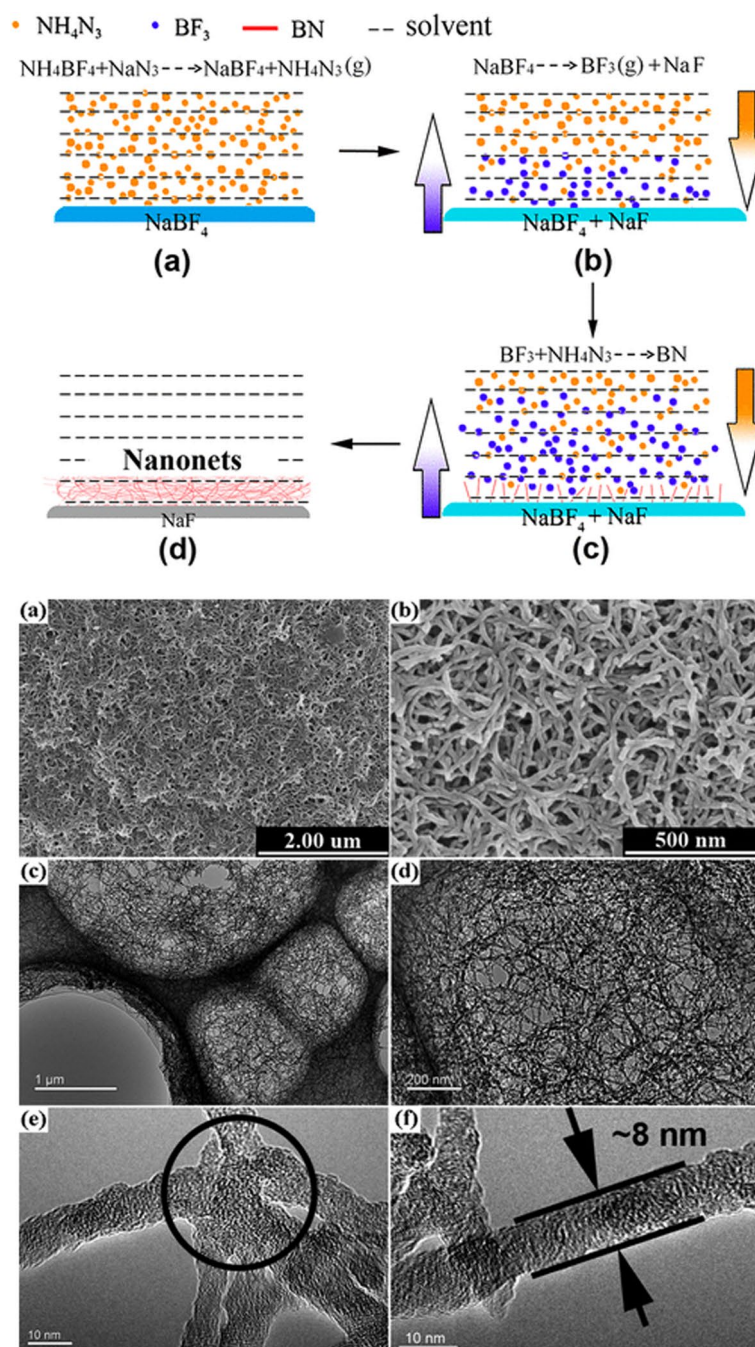 NH₄N₃ BF₃ BN solvent
NH₄BF₄+NaN₃--->NaBF₄+NH₄N₃(g)
NaBF₄
(a)
NaBF₄--->BF₃(g)+NaF
NaBF₄+NaF
(b)
BF₃+NH₄N₃--->BN
NaBF₄+NaF
(c)
Nanonets
NaF
(d)
(a)
2.00 um
(b)
500 nm
(c)
1 µm
(d)
200 nm
(e)
10 nm
(f)
~8 nm
10 nm